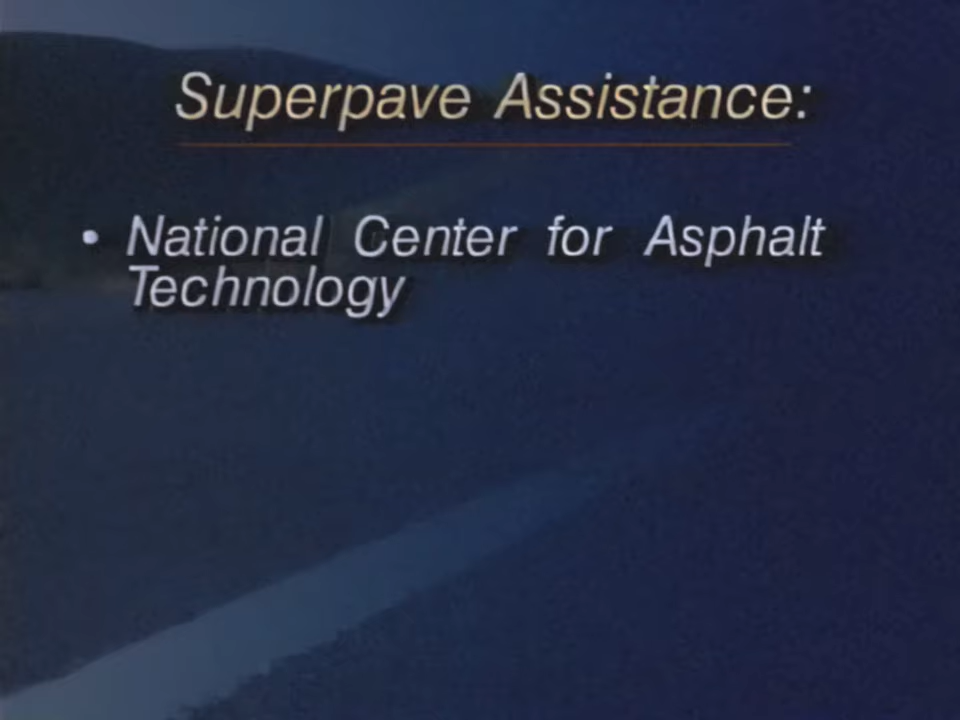 Superpave Assistance:
• National Center for Asphalt
Technology